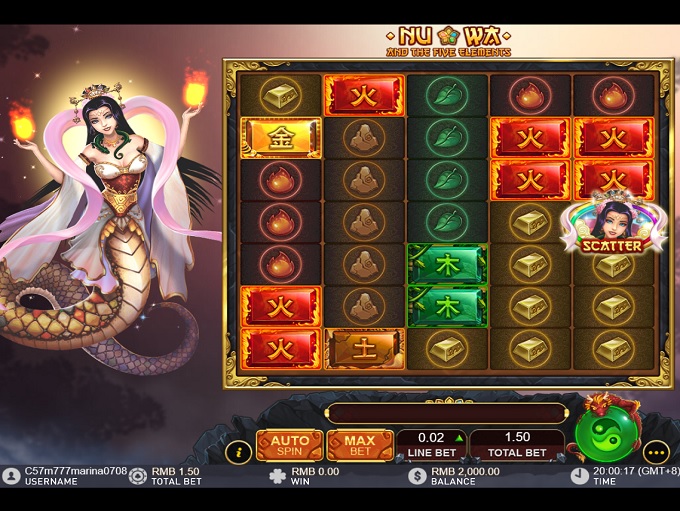 NU WA
AND THE FIVE ELEMENTS
火
金 火 火
火 火
SCATTER
木
火 木
火 土
AUTO SPIN
MAX BET
0.02
LINE BET
1.50
TOTAL BET
i
C57m777marina0708
USERNAME
RMB 1.50
TOTAL BET
RMB 0.00
WIN
RMB 2,000.00
BALANCE
20:00:17 (GMT+8)
TIME